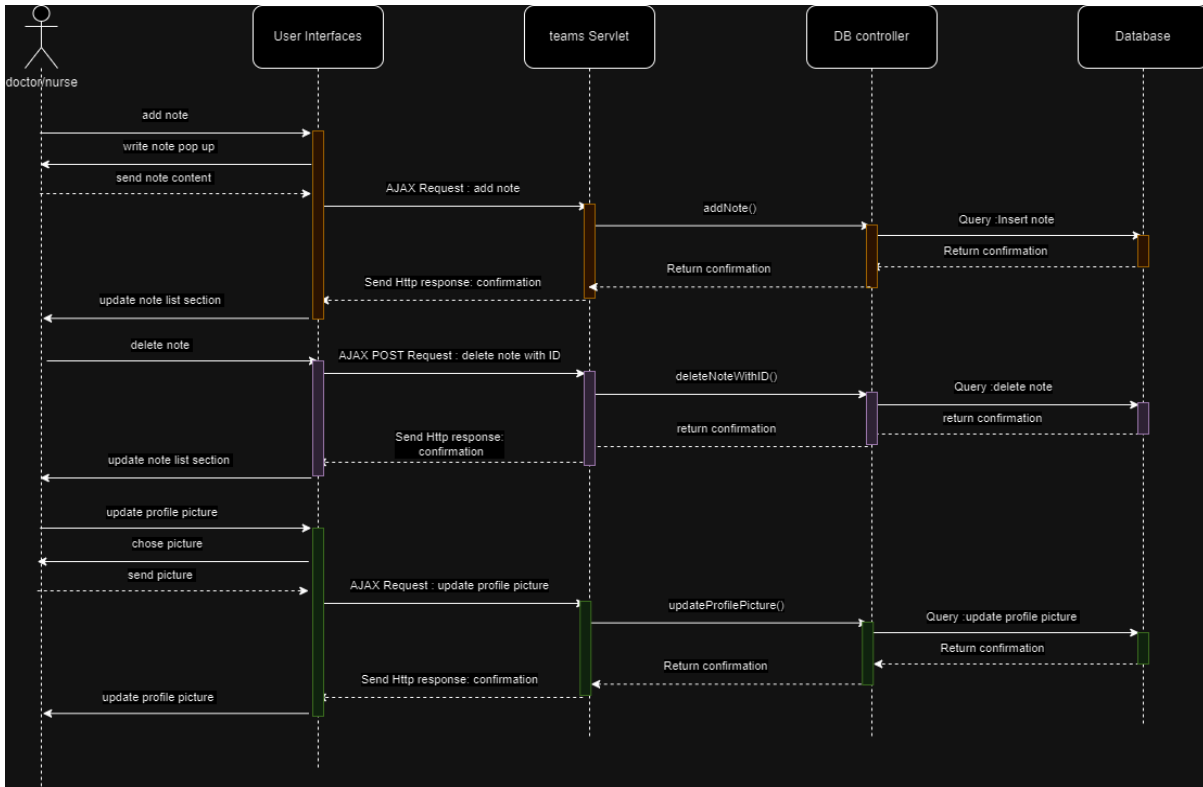 User Interfaces
teams Servlet
DB controller
Database
doctor/nurse
add note
write note pop up
send note content
AJAX Request : add note
addNote()
Query :Insert note
Return confirmation
Return confirmation
Send Http response: confirmation
update note list section
delete note
AJAX POST Request : delete note with ID
deleteNoteWithID()
Query :delete note
return confirmation
return confirmation
Send Http response:
confirmation
update note list section
update profile picture
chose picture
send picture
AJAX Request : update profile picture
updateProfilePicture()
Query :update profile picture
Return confirmation
Return confirmation
Send Http response: confirmation
update profile picture